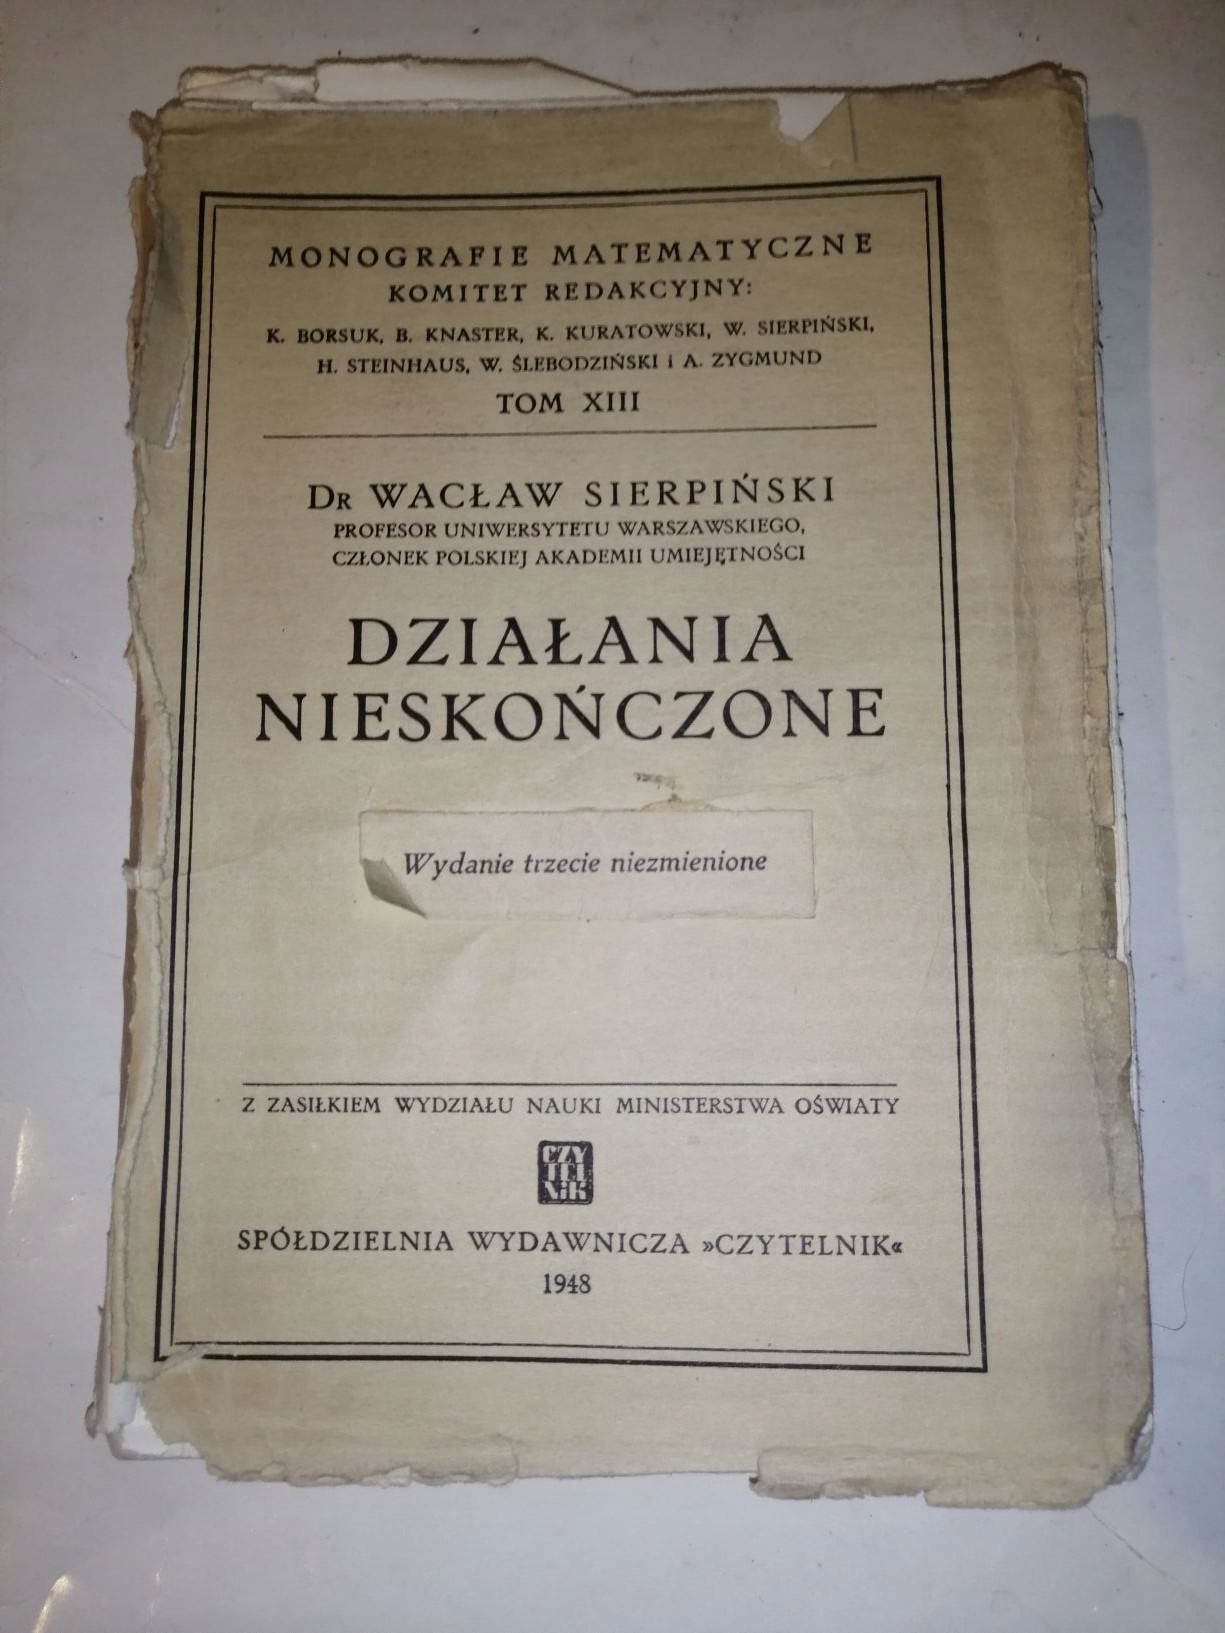 MONOGRAFIE MATEMATYCZNE
KOMITET REDAKCYJNY:
K. BORSUK, B. KNASTER, K. KURATOWSKI, W. SIERPIŃSKI,
H. STEINHAUS, W. ŚLEBODZIŃSKI i A. ZYGMUND
TOM XIII
DR WACŁAW SIERPIŃSKI
PROFESOR UNIWERSYTETU WARSZAWSKIEGO,
CZŁONEK POLSKIEJ AKADEMII UMIEJĘTNOŚCI
DZIAŁANIA
NIESKOŃCZONE
Wydanie trzecie niezmienione
Z ZASIŁKIEM WYDZIAŁU NAUKI MINISTERSTWA OŚWIATY
CZY
TEL
NiK
SPÓŁDZIELNIA WYDAWNICZA »CZYTELNIK«
1948